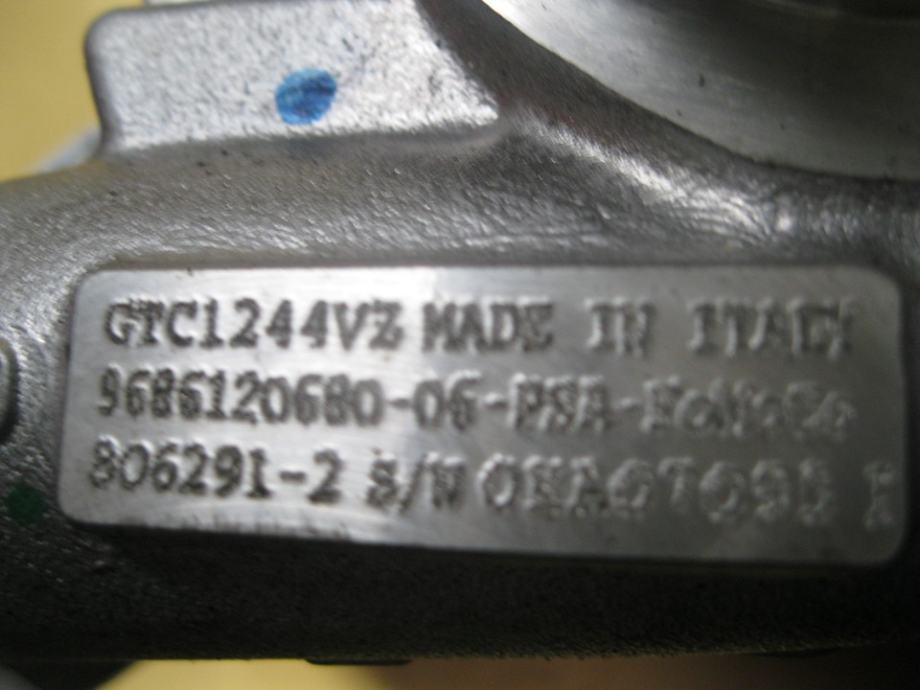 GTC1244VZ MADE IN ITALY
9686120680-06-PSA-
806291-2 S/N